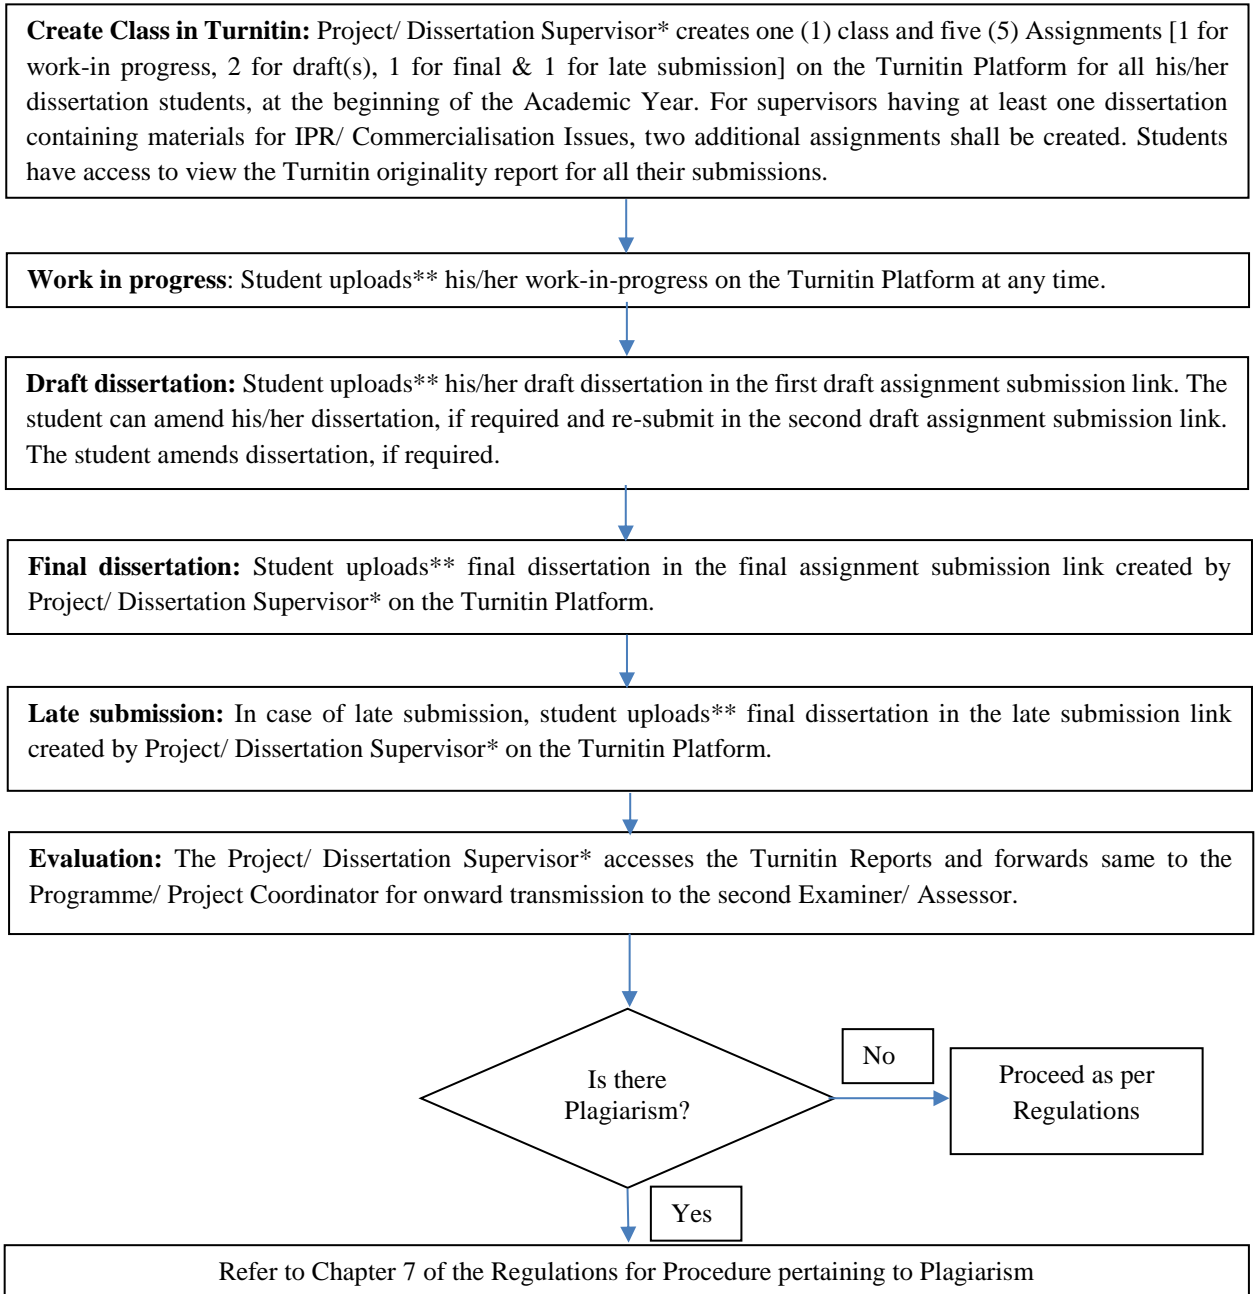 Create Class in Turnitin: Project/ Dissertation Supervisor* creates one (1) class and five (5) Assignments [1 for
work-in progress, 2 for draft(s), 1 for final & 1 for late submission] on the Turnitin Platform for all his/her
dissertation students, at the beginning of the Academic Year. For supervisors having at least one dissertation
containing materials for IPR/ Commercialisation Issues, two additional assignments shall be created. Students
have access to view the Turnitin originality report for all their submissions.
Work in progress: Student uploads** his/her work-in-progress on the Turnitin Platform at any time.
Draft dissertation: Student uploads** his/her draft dissertation in the first draft assignment submission link. The
student can amend his/her dissertation, if required and re-submit in the second draft assignment submission link.
The student amends dissertation, if required.
Final dissertation: Student uploads** final dissertation in the final assignment submission link created by
Project/ Dissertation Supervisor* on the Turnitin Platform.
Late submission: In case of late submission, student uploads** final dissertation in the late submission link
created by Project/ Dissertation Supervisor* on the Turnitin Platform.
Evaluation: The Project/ Dissertation Supervisor* accesses the Turnitin Reports and forwards same to the
Programme/ Project Coordinator for onward transmission to the second Examiner/ Assessor.
Is there
Plagiarism?
No
Proceed as per
Regulations
Yes
Refer to Chapter 7 of the Regulations for Procedure pertaining to Plagiarism